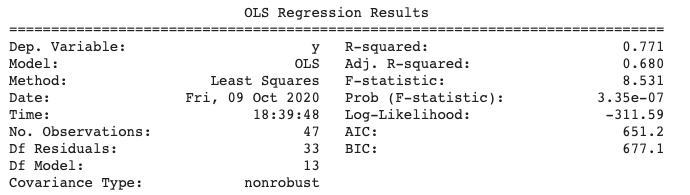 OLS Regression Results
==============================================================================
Dep. Variable: y R-squared: 0.771
Model: OLS Adj. R-squared: 0.680
Method: Least Squares F-statistic: 8.531
Date: Fri, 09 Oct 2020 Prob (F-statistic): 3.35e-07
Time: 18:39:48 Log-Likelihood: -311.59
No. Observations: 47 AIC: 651.2
Df Residuals: 33 BIC: 677.1
Df Model: 13
Covariance Type: nonrobust